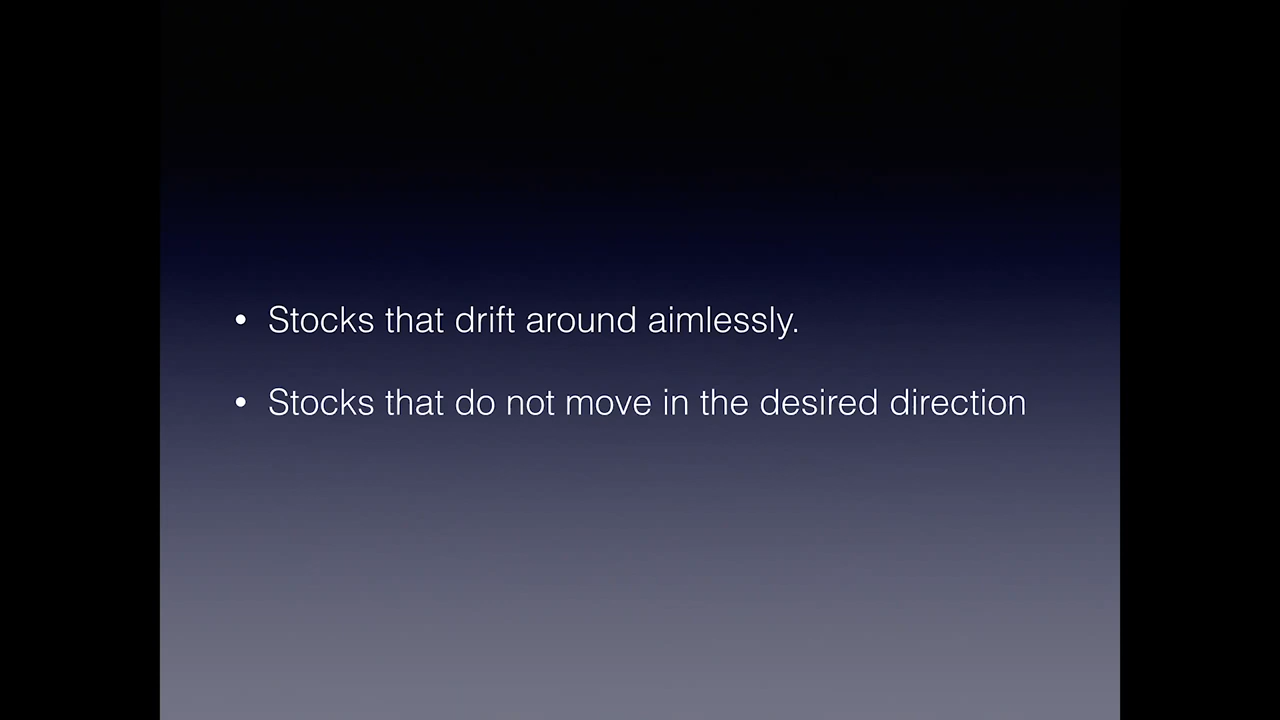 • Stocks that drift around aimlessly.
• Stocks that do not move in the desired direction